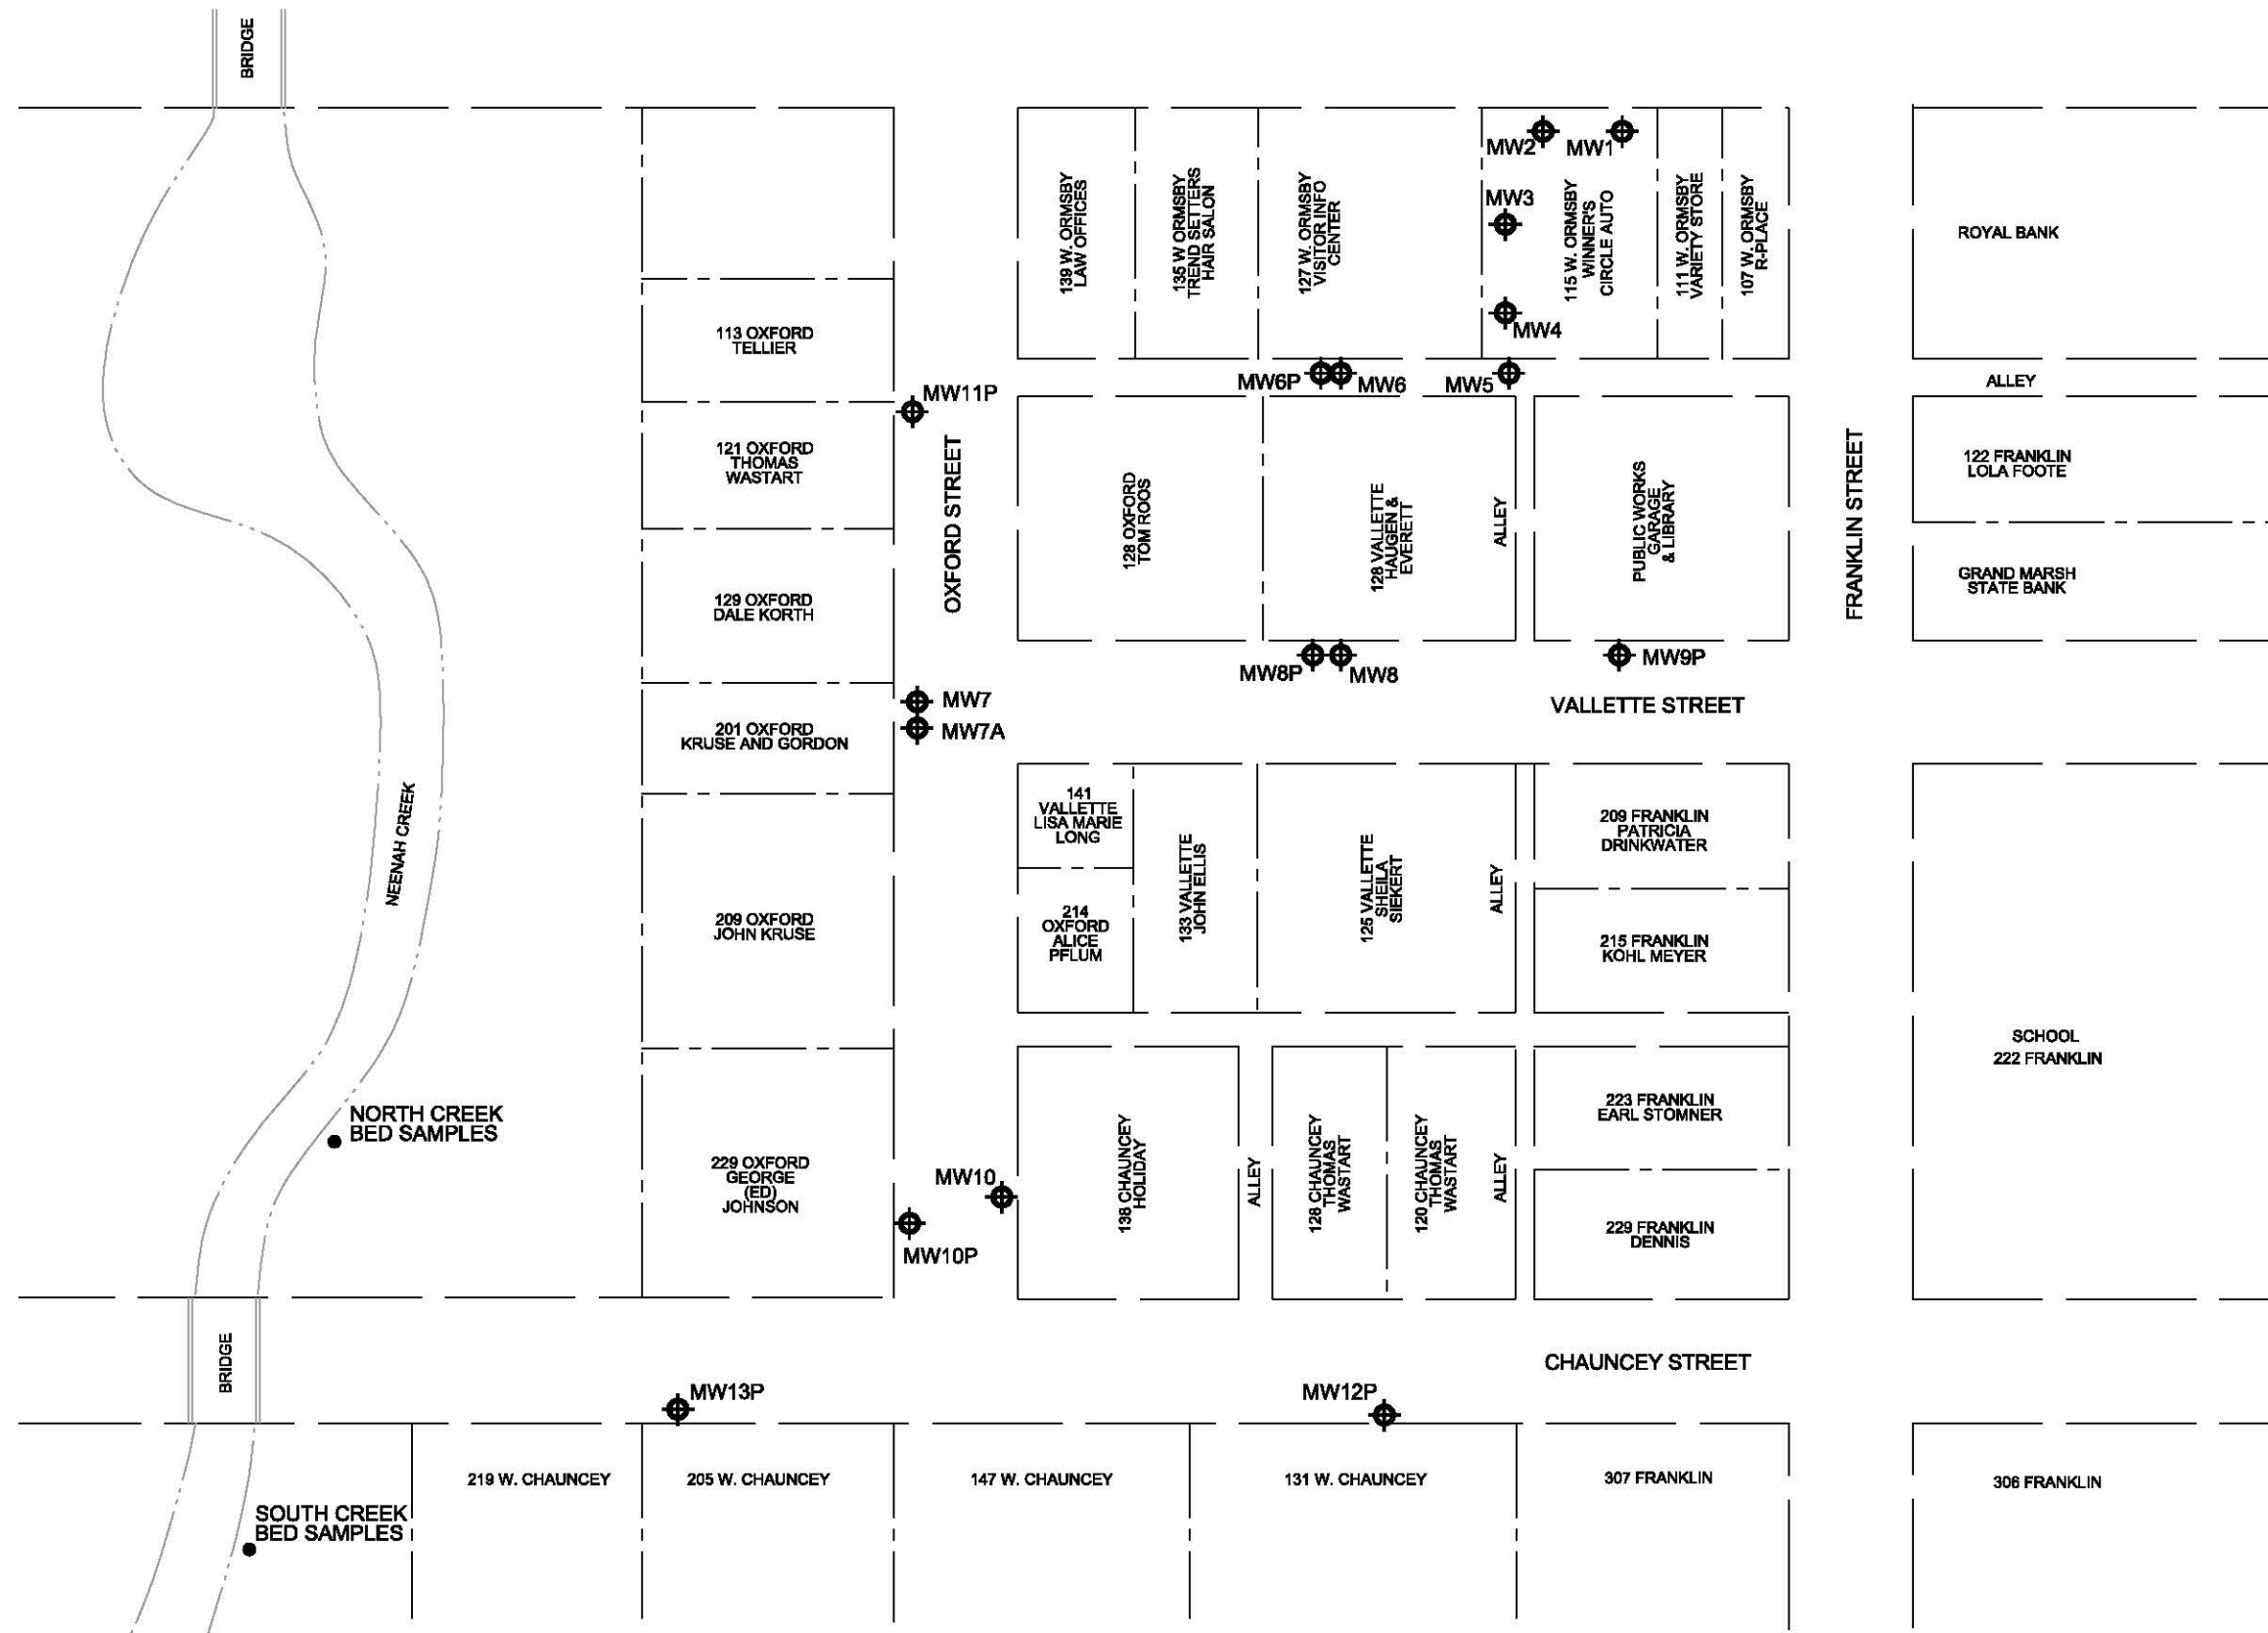 BRIDGE
MW2
MW1
MW3
MW4
139 W. ORMSBY
LAW OFFICES
135 W ORMSBY
TREND SETTERS
HAIR SALON
127 W. ORMSBY
VISITOR INFO
CENTER
115 W. ORMSBY
WINNER'S
CIRCLE AUTO
111 W. ORMSBY
VARIETY STORE
107 W. ORMSBY
R-PLACE
ROYAL BANK
113 OXFORD
TELLIER
MW6P
MW6
MW5
ALLEY
MW11P
121 OXFORD
THOMAS
WASTART
OXFORD STREET
128 OXFORD
TOM ROOS
128 VALLETTE
HAUGEN &
EVERETT
ALLEY
PUBLIC WORKS
GARAGE
& LIBRARY
FRANKLIN STREET
122 FRANKLIN
LOLA FOOTE
GRAND MARSH
STATE BANK
129 OXFORD
DALE KORTH
MW8P
MW8
MW9P
MW7
MW7A
VALLETTE STREET
201 OXFORD
KRUSE AND GORDON
NEENAH CREEK
141
VALLETTE
LISA MARIE
LONG
133 VALLETTE
JOHN ELLIS
125 VALLETTE
SHEILA
SIEKERT
ALLEY
209 FRANKLIN
PATRICIA
DRINKWATER
209 OXFORD
JOHN KRUSE
214
OXFORD
ALICE
PFLUM
215 FRANKLIN
KOHL MEYER
SCHOOL
222 FRANKLIN
NORTH CREEK
BED SAMPLES
229 OXFORD
GEORGE
(ED)
JOHNSON
MW10
MW10P
138 CHAUNCEY
HOLIDAY
ALLEY
128 CHAUNCEY
THOMAS
WASTART
120 CHAUNCEY
THOMAS
WASTART
ALLEY
223 FRANKLIN
EARL STOMNER
229 FRANKLIN
DENNIS
BRIDGE
CHAUNCEY STREET
MW13P
MW12P
219 W. CHAUNCEY
205 W. CHAUNCEY
147 W. CHAUNCEY
131 W. CHAUNCEY
307 FRANKLIN
306 FRANKLIN
SOUTH CREEK
BED SAMPLES